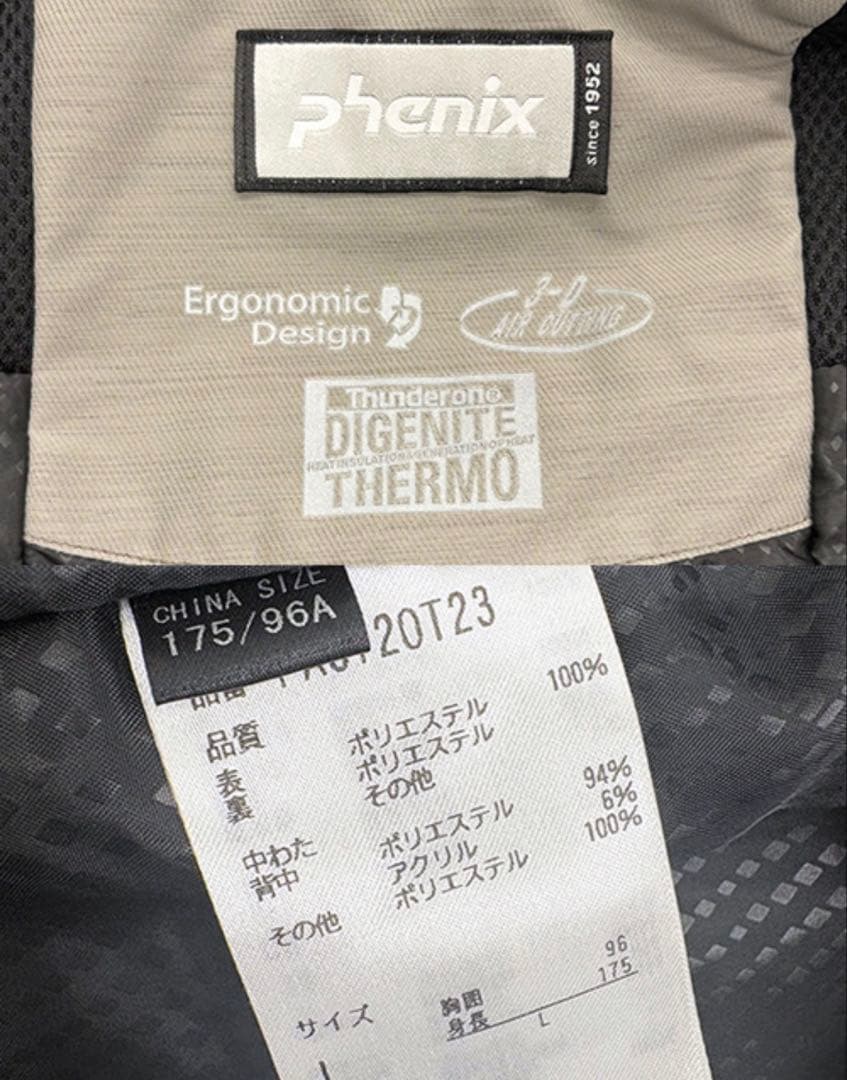 phenix
since 1952
Ergonomic
Design
3-D
AIR CUTTING
Thunderon®
DIGENITE
HEAT INSULATION&GENERATION OF HEAT
THERMO
CHINA SIZE
175/96A
品番 20T23
品質
表 ポリエステル 100%
裏 ポリエステル
その他
中わた ポリエステル 94%
背中 アクリル 6%
ポリエステル 100%
その他
サイズ
胸囲 96
身長 175
L
L